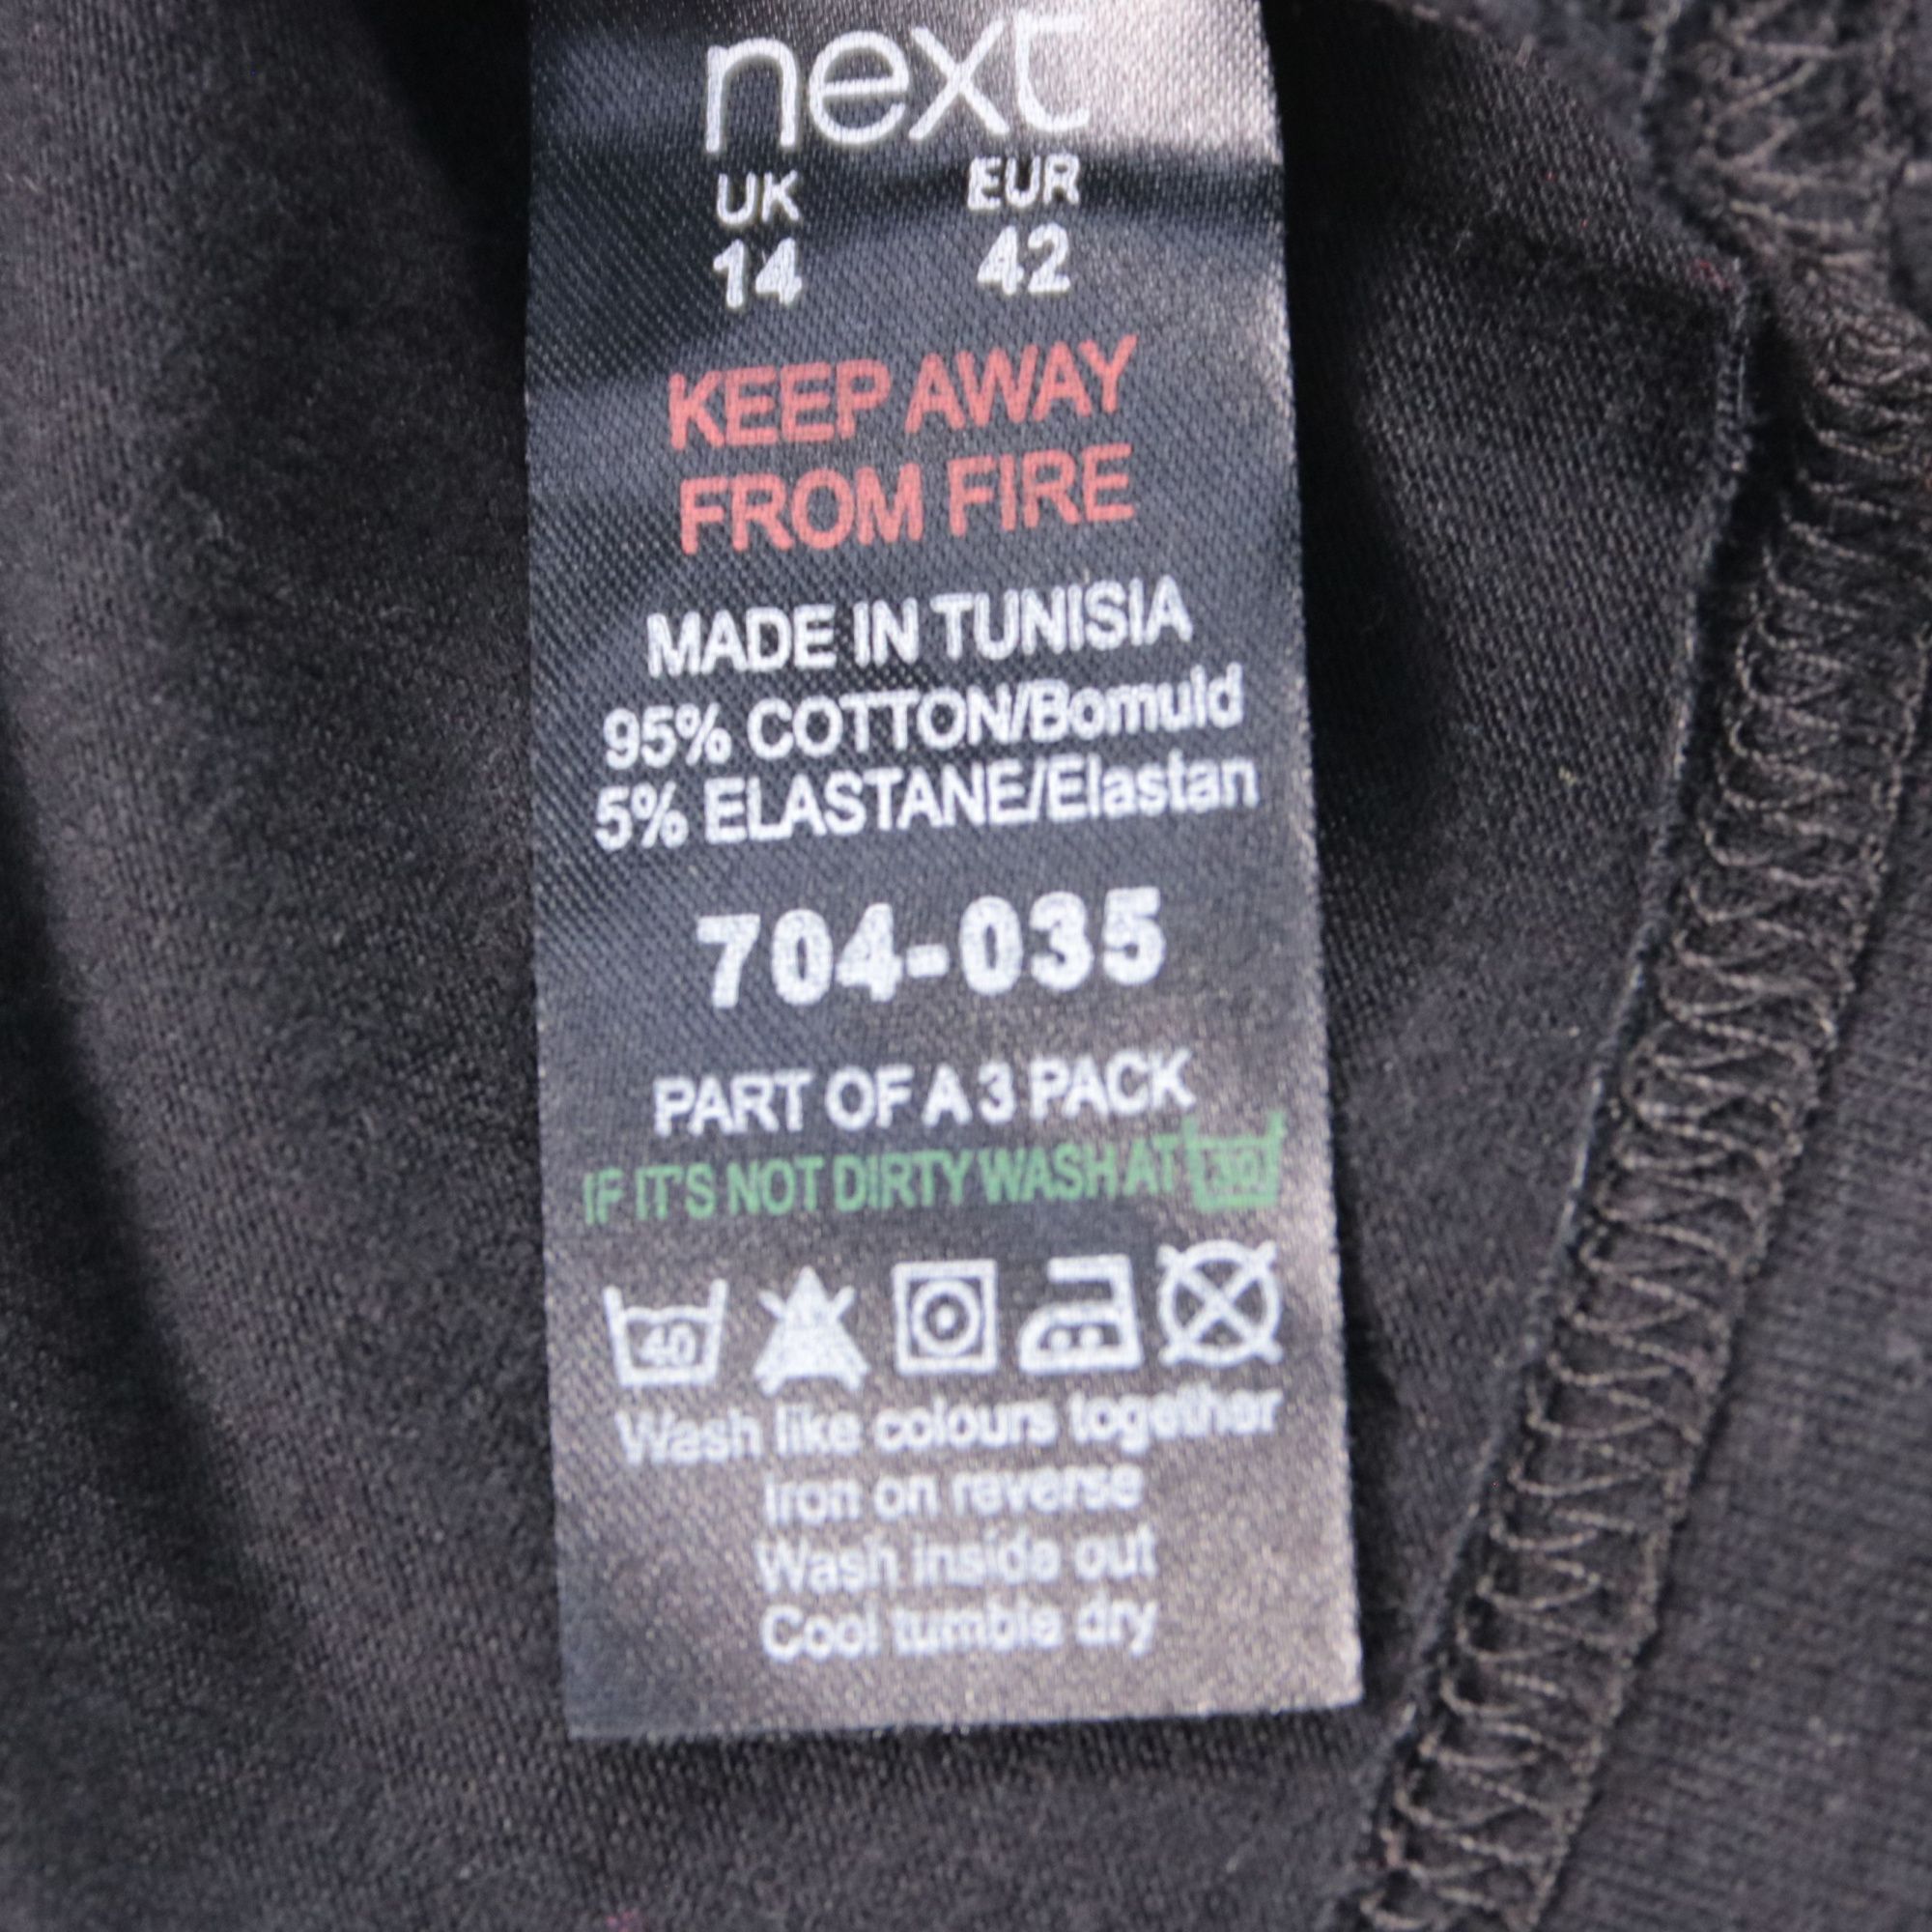 next
UK EUR
14 42
KEEP AWAY
FROM FIRE
MADE IN TUNISIA
95% COTTON/Bomuld
5% ELASTANE/Elastan
704-035
PART OF A 3 PACK
IF IT'S NOT DIRTY WASH AT 30
40
Wash like colours together
Iron on reverse
Wash inside out
Cool tumble dry